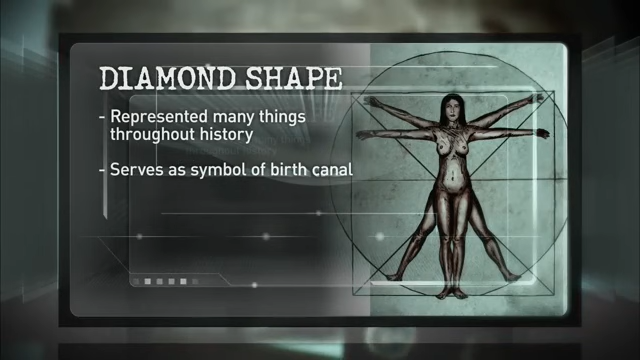 DIAMOND SHAPE
- Represented many things
throughout history
- Serves as symbol of birth canal